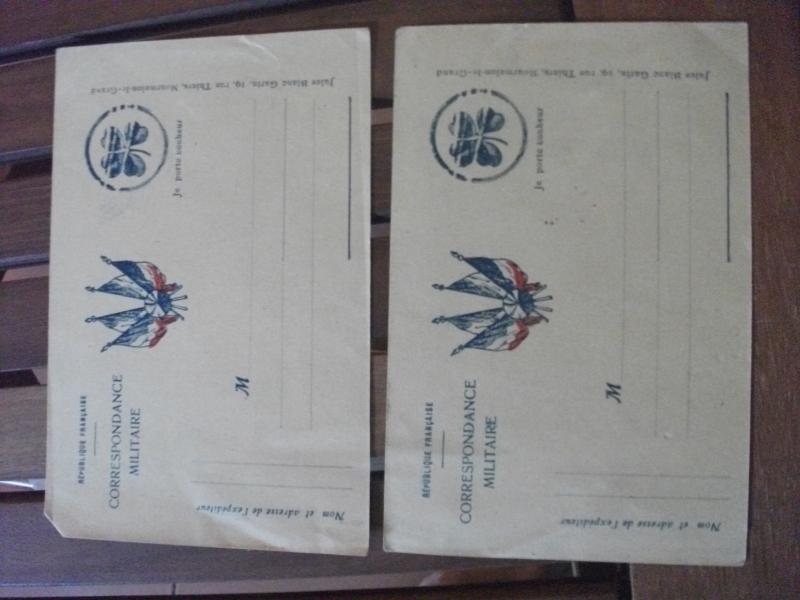 RÉPUBLIQUE FRANÇAISE
CORRESPONDANCE
MILITAIRE
Je porte bonheur
M
Nom et adresse de l'expéditeur
Jules Blanc Garin, 19, rue Thiers, Mourmelon-le-Grand
RÉPUBLIQUE FRANÇAISE
CORRESPONDANCE
MILITAIRE
Je porte bonheur
M
Nom et adresse de l'expéditeur
Jules Blanc Garin, 19, rue Thiers, Mourmelon-le-Grand